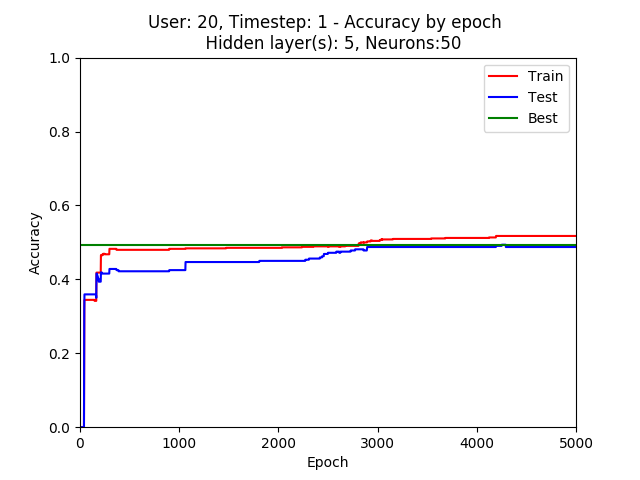 User: 20, Timestep: 1 - Accuracy by epoch
Hidden layer(s): 5, Neurons:50
1.0
0.8
0.6
0.4
0.2
0.0
Accuracy
Train
Test
Best
0 1000 2000 3000 4000 5000
Epoch